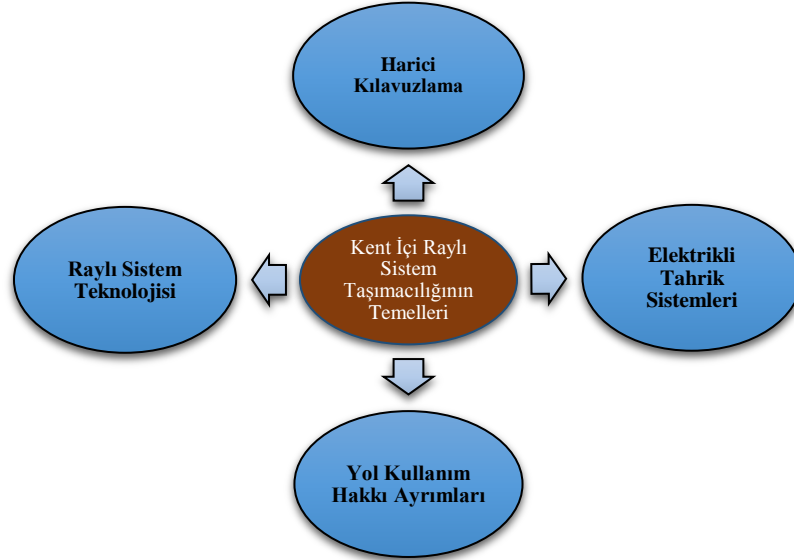 Harici
Kılavuzlama
Raylı Sistem
Teknolojisi
Kent İçi Raylı
Sistem
Taşımacılığının
Temelleri
Elektrikli
Tahrik
Sistemleri
Yol Kullanım
Hakkı Ayrımları